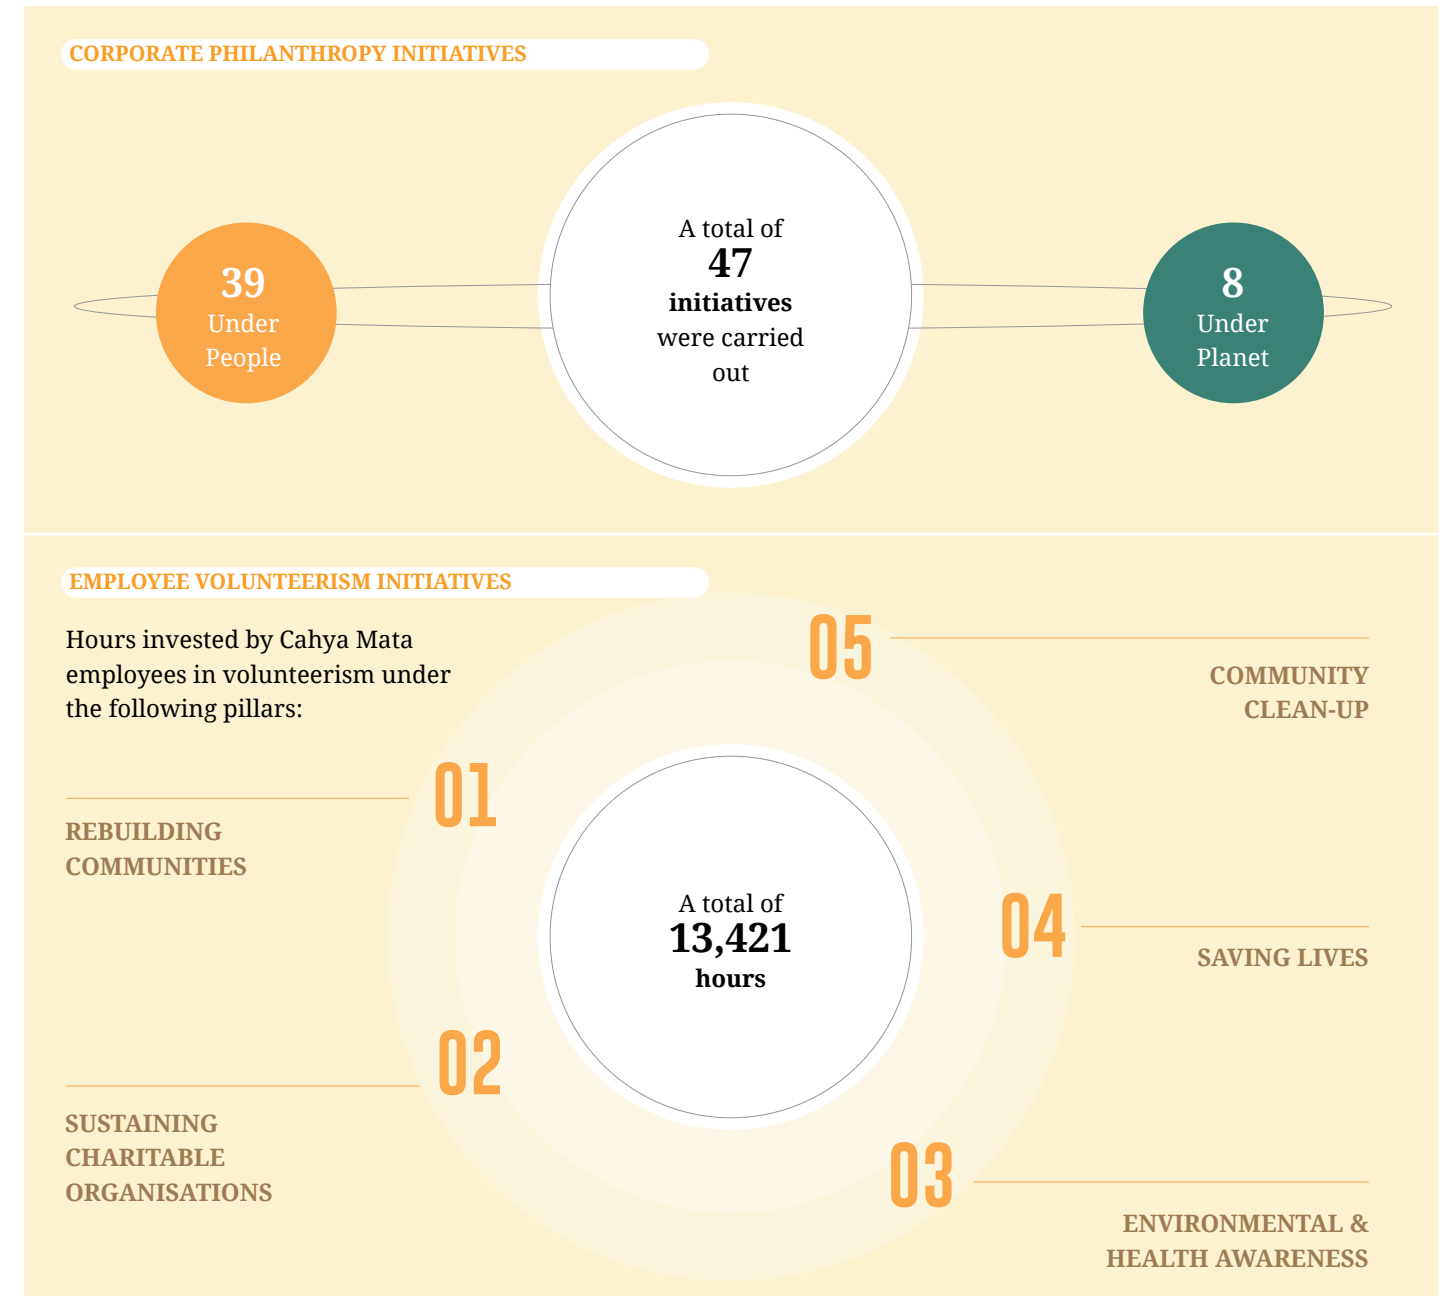 CORPORATE PHILANTHROPY INITIATIVES
39
Under
People
A total of
47
initiatives
were carried
out
8
Under
Planet
EMPLOYEE VOLUNTEERISM INITIATIVES
Hours invested by Cahya Mata
employees in volunteerism under
the following pillars:
01
REBUILDING
COMMUNITIES
02
SUSTAINING
CHARITABLE
ORGANISATIONS
A total of
13,421
hours
05
COMMUNITY
CLEAN-UP
04
SAVING LIVES
03
ENVIRONMENTAL &
HEALTH AWARENESS